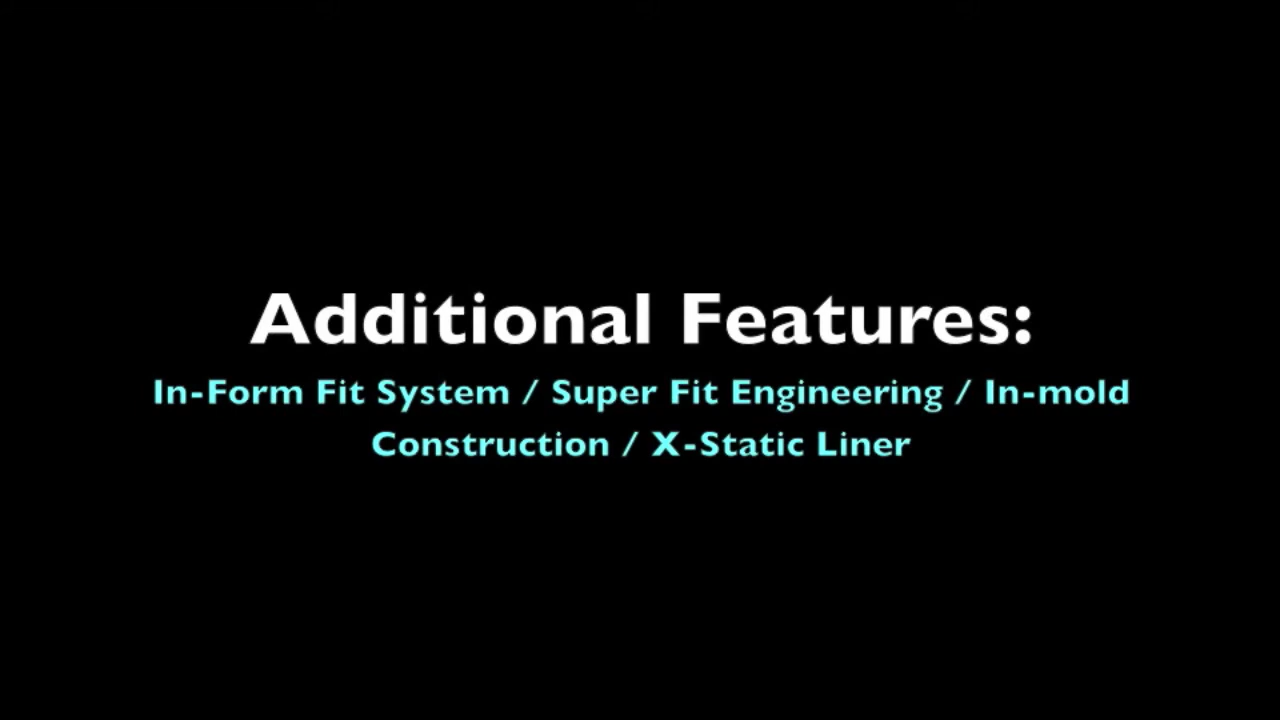 Additional Features:
In-Form Fit System / Super Fit Engineering / In-mold
Construction / X-Static Liner